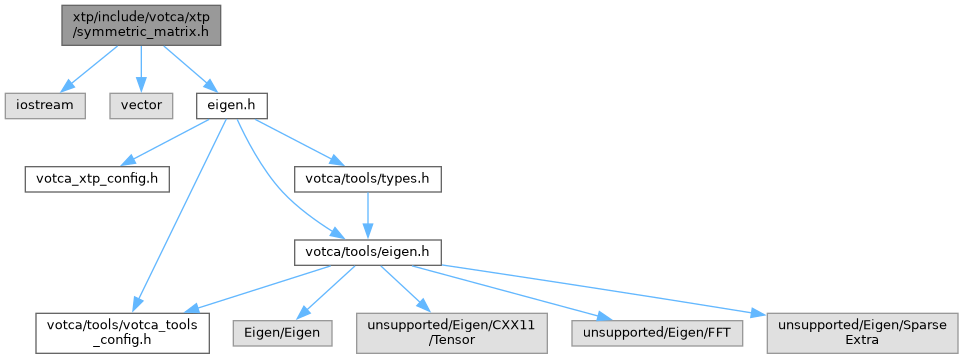 xtp/include/votca/xtp
/symmetric_matrix.h
iostream
vector
eigen.h
votca_xtp_config.h
votca/tools/types.h
votca/tools/eigen.h
votca/tools/votca_tools
_config.h
Eigen/Eigen
unsupported/Eigen/CXX11
/Tensor
unsupported/Eigen/FFT
unsupported/Eigen/Sparse
Extra